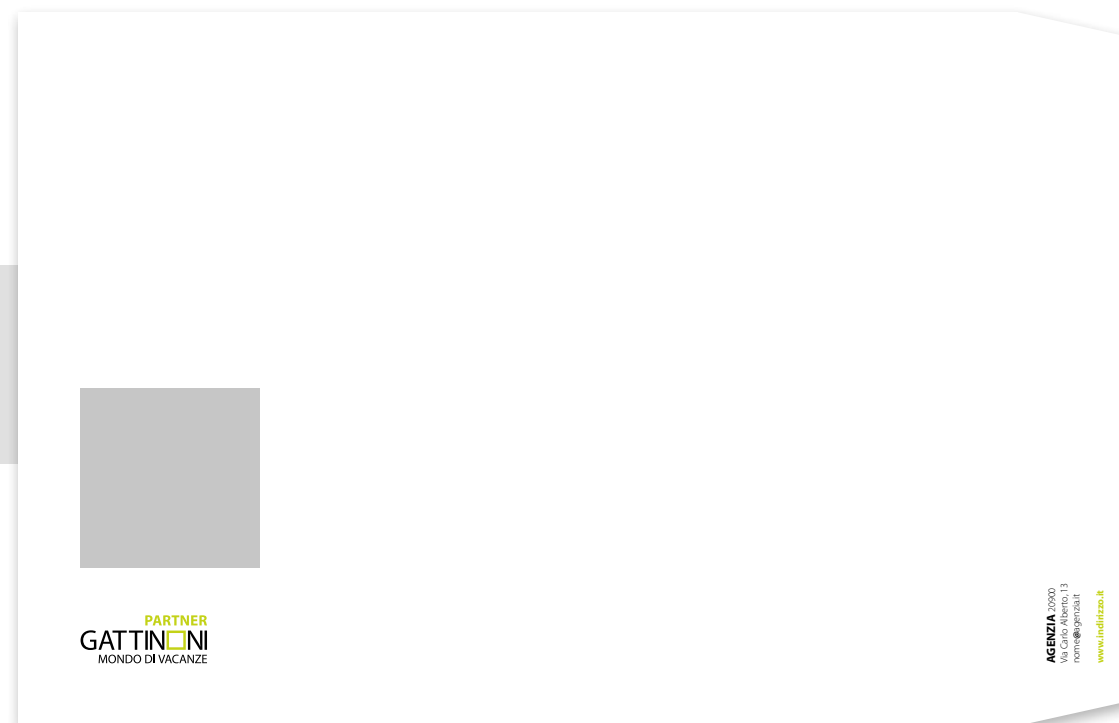 PARTNER
GATTINONI
MONDO DI VACANZE
AGENZIA 20900
Via Carlo Alberto, 13
nome@agenzia.it
www.indirizzo.it